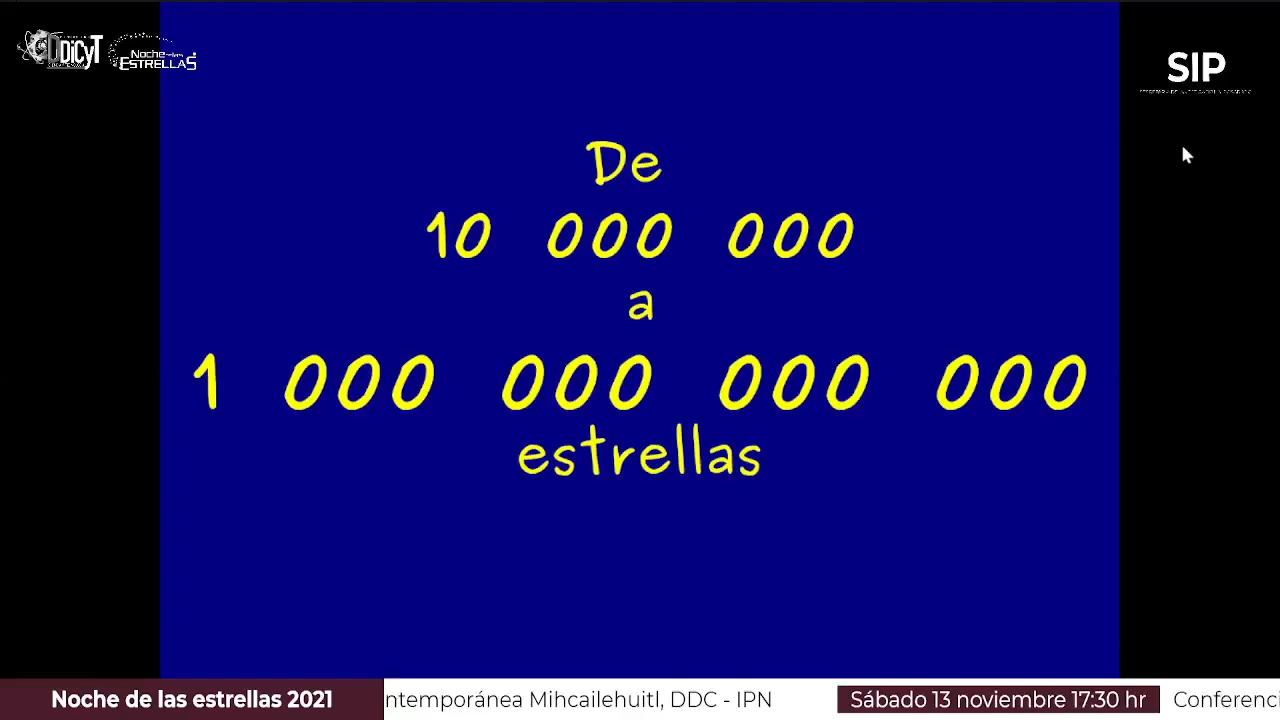 DDiCyT
Noche de las
ESTRELLAS
SIP
De
10 000 000
a
1 000 000 000 000
estrellas
Noche de las estrellas 2021
ntemporánea Mihcailehuitl, DDC - IPN
Sábado 13 noviembre 17:30 hr
Conferenci